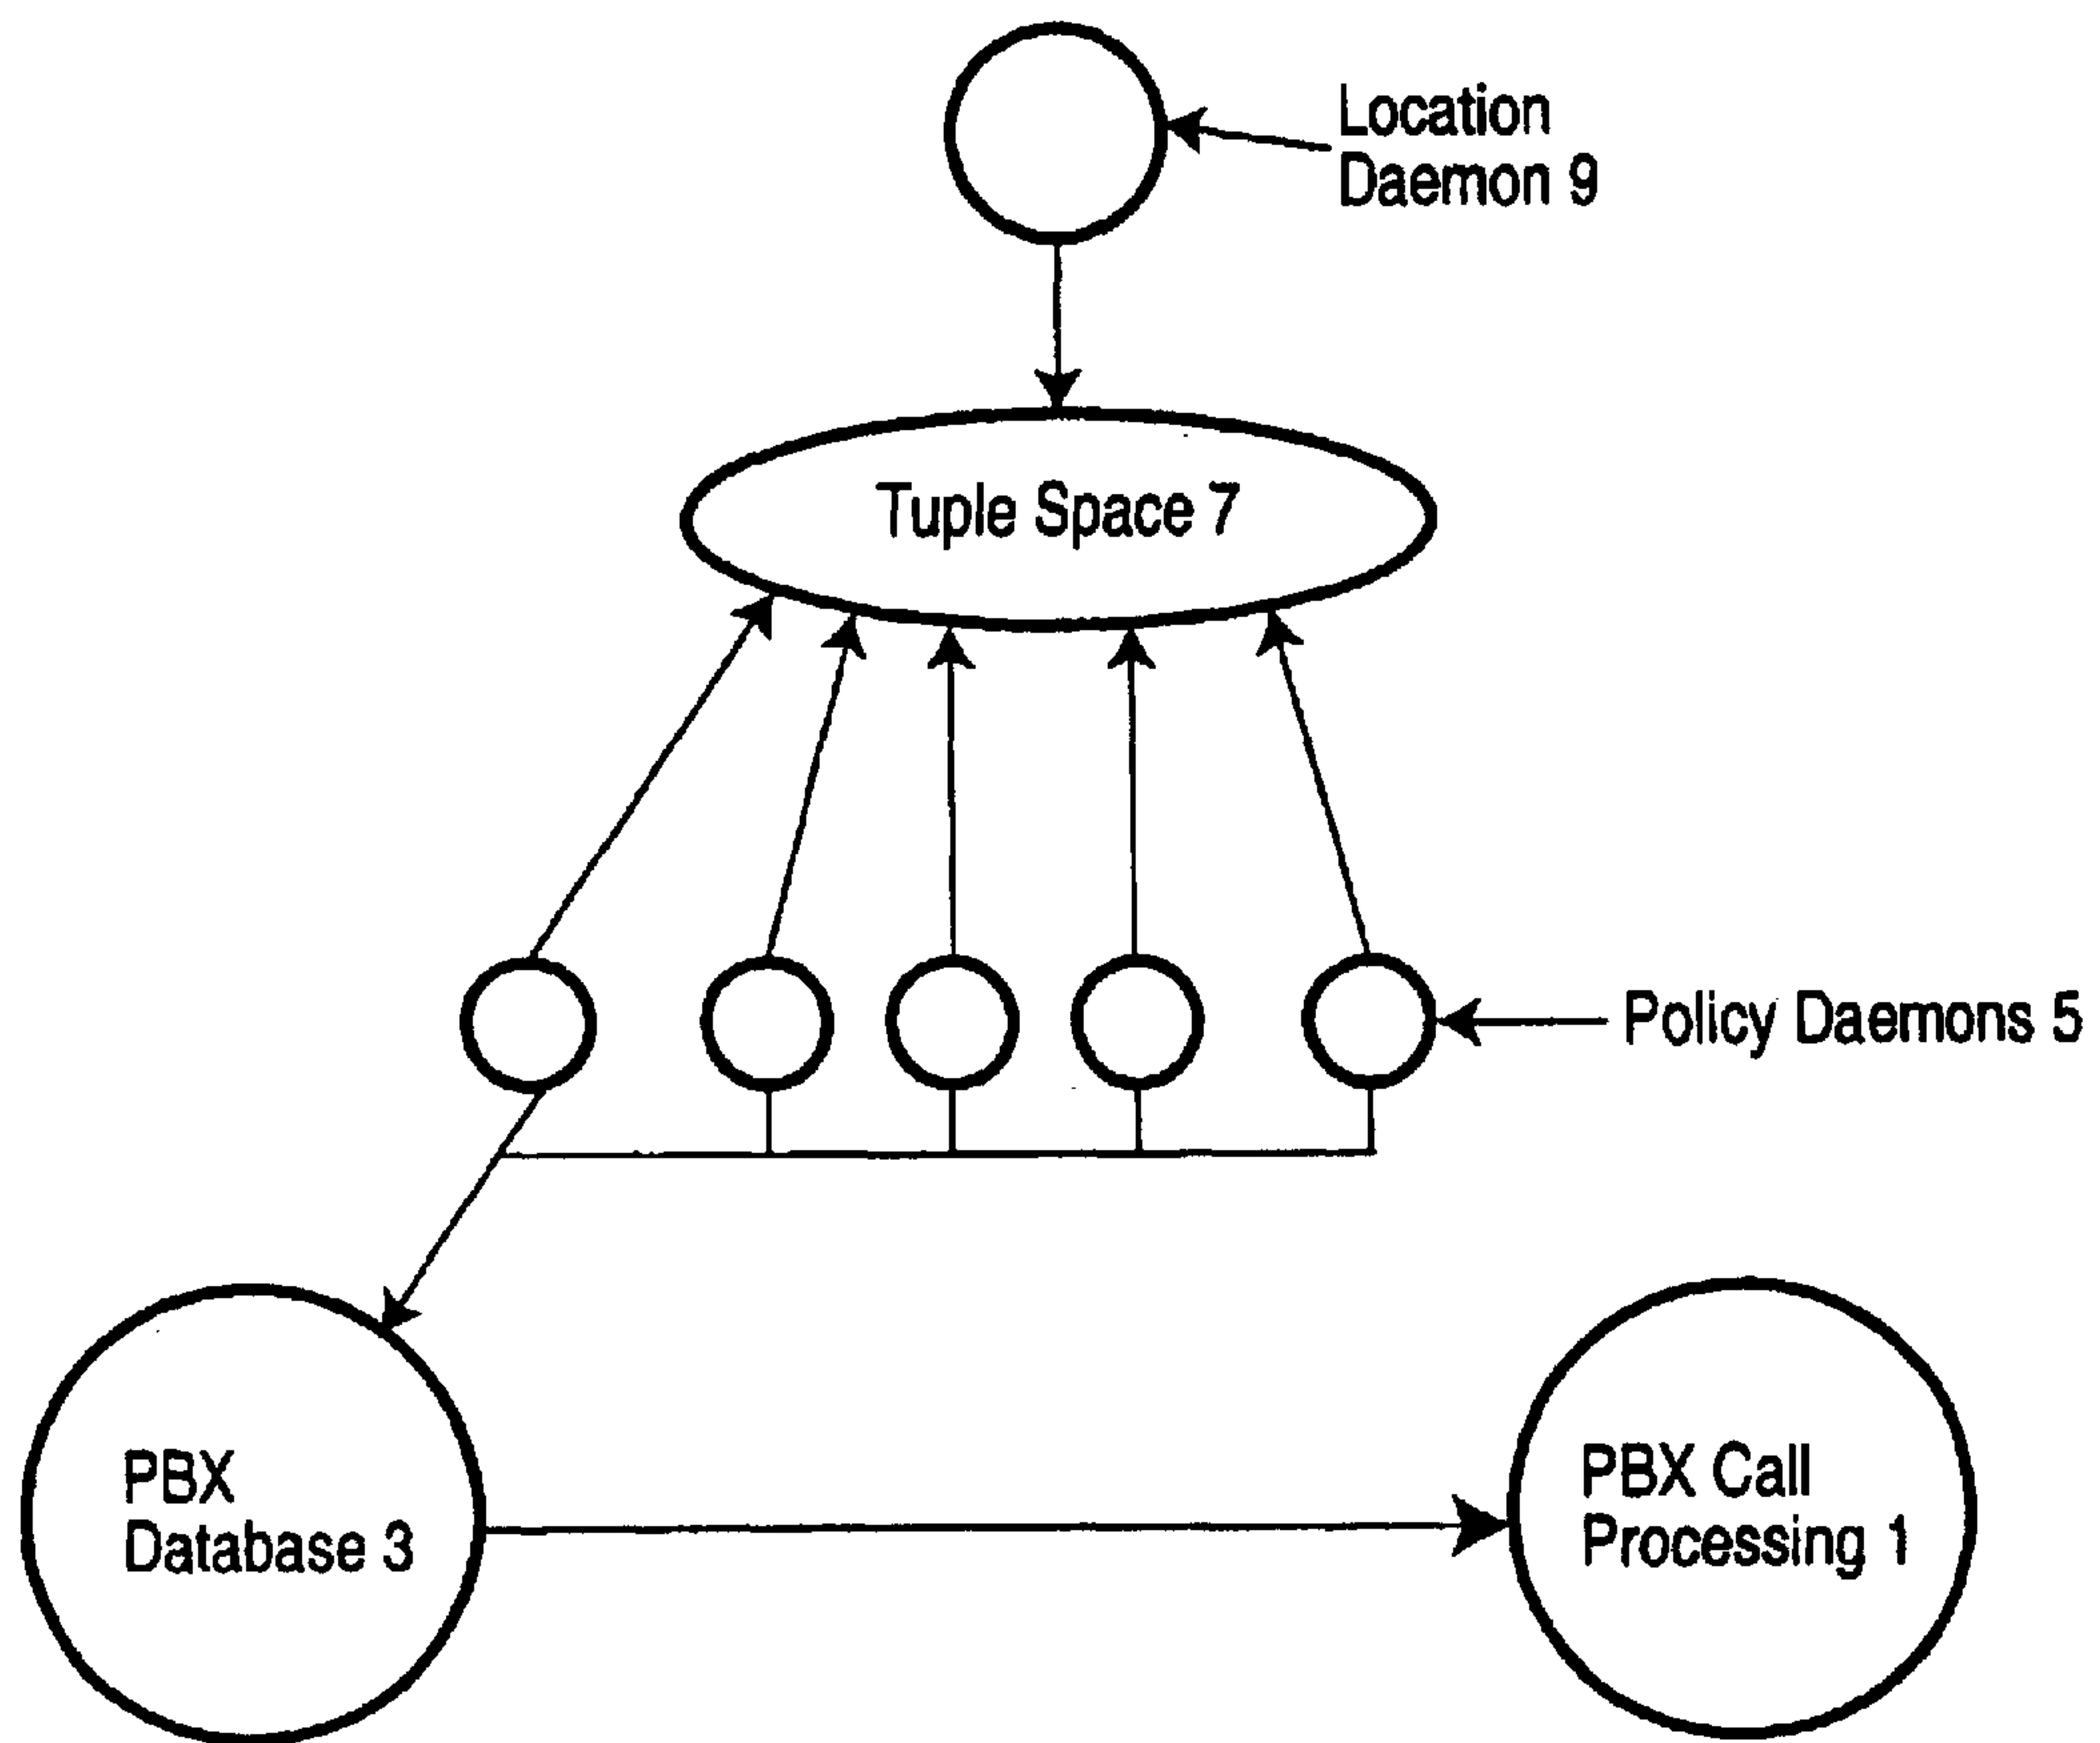 Location
Daemon 9
Tuple Space 7
Policy Daemons 5
PBX
Database 3
PBX Call
Processing 1